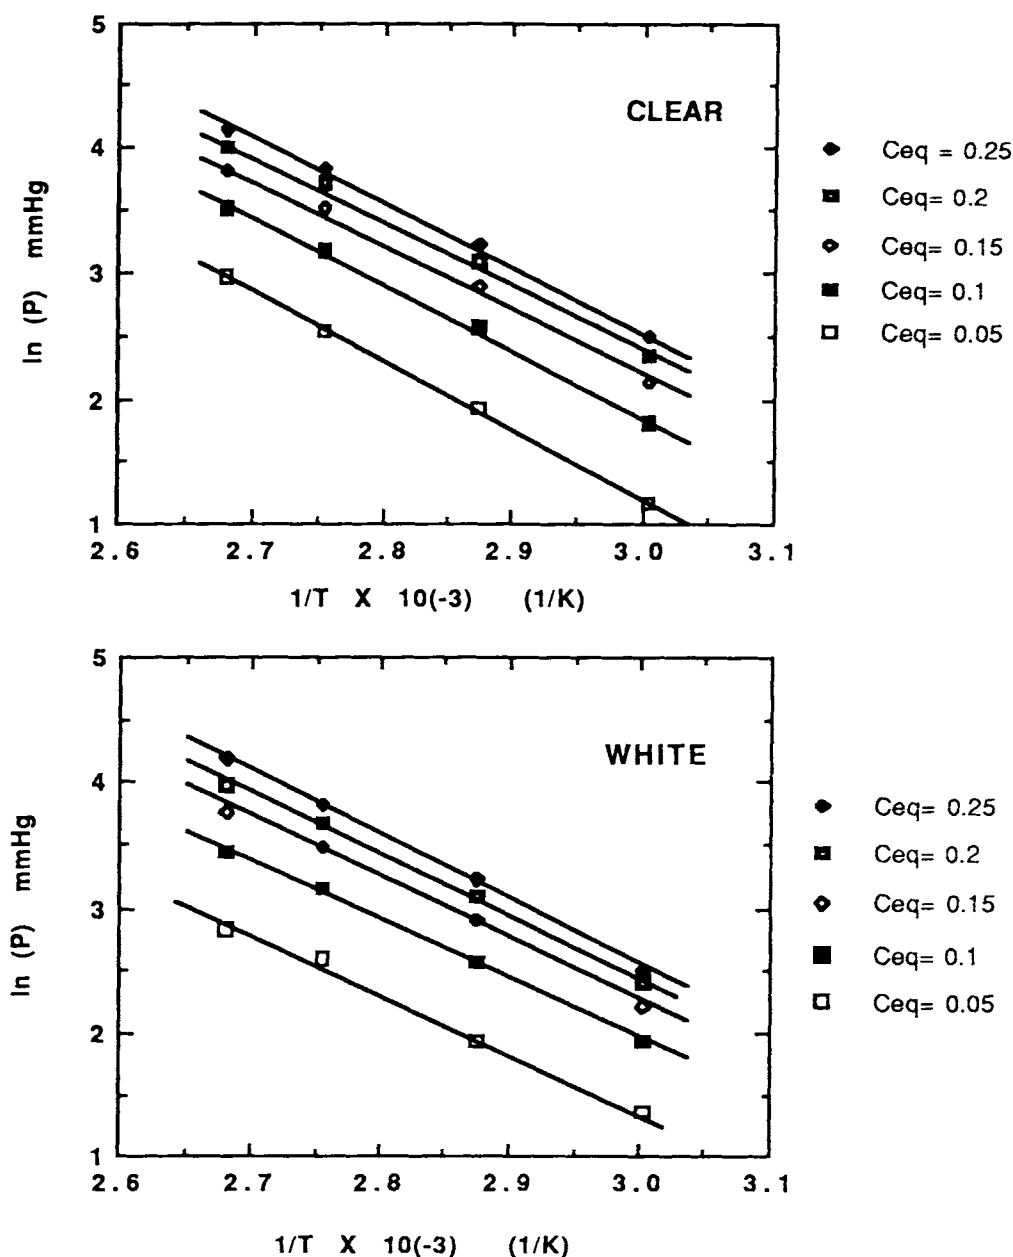 5
4
3
2
1
ln (P) mmHg
CLEAR
2.6 2.7 2.8 2.9 3.0 3.1
1/T X 10(-3) (1/K)
Ceq = 0.25
Ceq= 0.2
Ceq= 0.15
Ceq= 0.1
Ceq= 0.05
5
4
3
2
1
ln (P) mmHg
WHITE
2.6 2.7 2.8 2.9 3.0 3.1
1/T X 10(-3) (1/K)
Ceq= 0.25
Ceq= 0.2
Ceq= 0.15
Ceq= 0.1
Ceq= 0.05